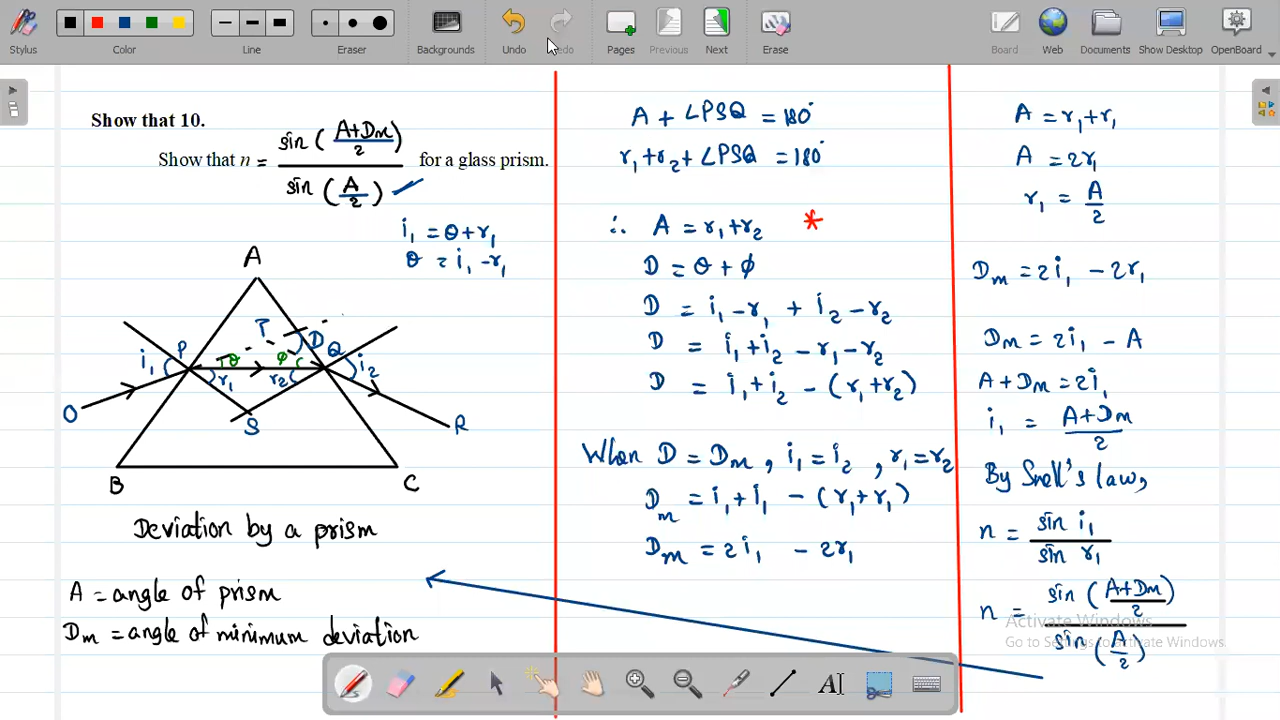 Stylus
Color
Line
Eraser
Backgrounds
Undo
Redo
Pages
Previous
Next
Erase
Board
Web
Documents
Show Desktop
OpenBoard
Show that 10.
Show that n = sin (A+Dm/2) / sin (A/2) for a glass prism.
i₁ = θ + r₁
θ = i₁ - r₁
A
T
D
P
Q
i₁
θ
φ
r₁
r₂
i₂
O
S
R
B
C
Deviation by a prism
A = angle of prism
Dm = angle of minimum deviation
A + ∠PSQ = 180°
r₁+r₂+∠PSQ = 180°
∴ A = r₁+r₂ *
D = θ + φ
D = i₁ - r₁ + i₂ - r₂
D = i₁+i₂ - r₁ - r₂
D = i₁+i₂ - (r₁+r₂)
When D = Dm, i₁ = i₂, r₁ = r₂
Dm = i₁ + i₁ - (r₁+r₁)
Dm = 2i₁ - 2r₁
A = r₁+r₁
A = 2r₁
r₁ = A/2
Dm = 2i₁ - 2r₁
Dm = 2i₁ - A
A + Dm = 2i₁
i₁ = A+Dm/2
By Snell's law,
n = sin i₁ / sin r₁
n = sin (A+Dm/2) / sin (A/2)
Activate Windows
Go to Settings to activate Windows.